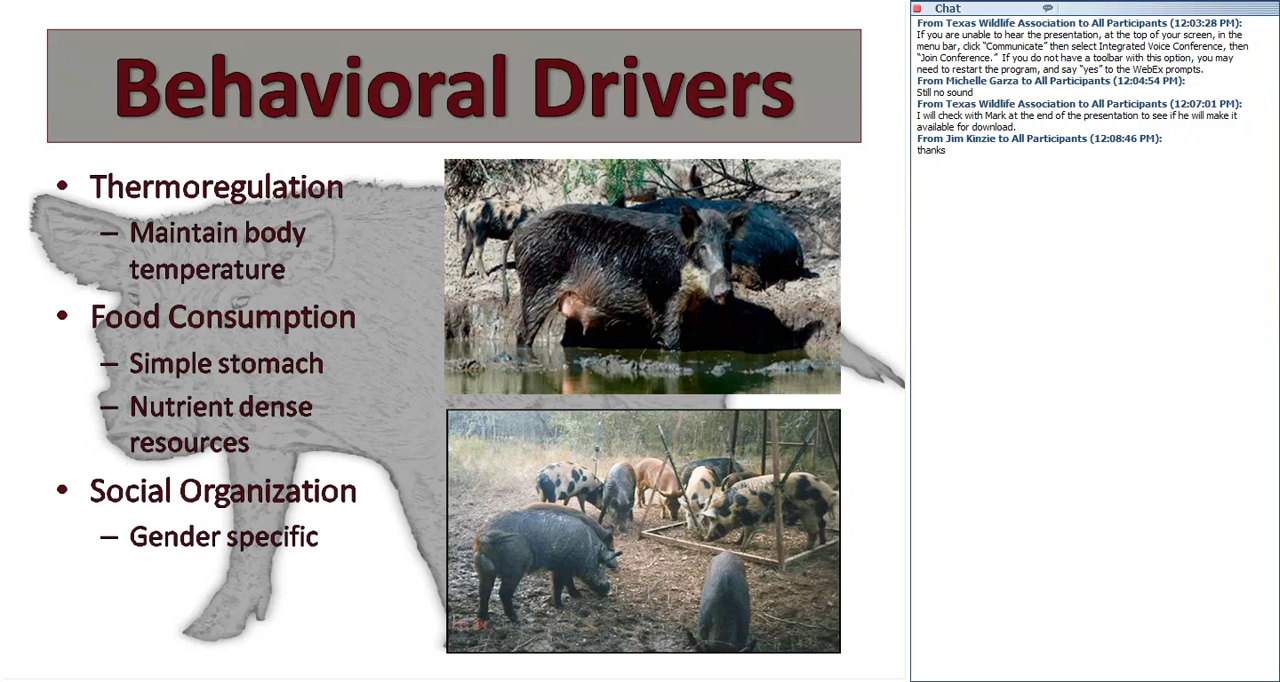 Behavioral Drivers
• Thermoregulation
– Maintain body
temperature
• Food Consumption
– Simple stomach
– Nutrient dense
resources
• Social Organization
– Gender specific
Chat
From Texas Wildlife Association to All Participants (12:03:28 PM):
If you are unable to hear the presentation, at the top of your screen, in the
menu bar, click “Communicate” then select Integrated Voice Conference, then
“Join Conference.”  If you do not have a toolbar with this option, you may
need to restart the program, and say “yes” to the WebEx prompts.
From Michelle Garza to All Participants (12:04:54 PM):
Still no sound
From Texas Wildlife Association to All Participants (12:07:01 PM):
I will check with Mark at the end of the presentation to see if he will make it
available for download.
From Jim Kinzie to All Participants (12:08:46 PM):
thanks